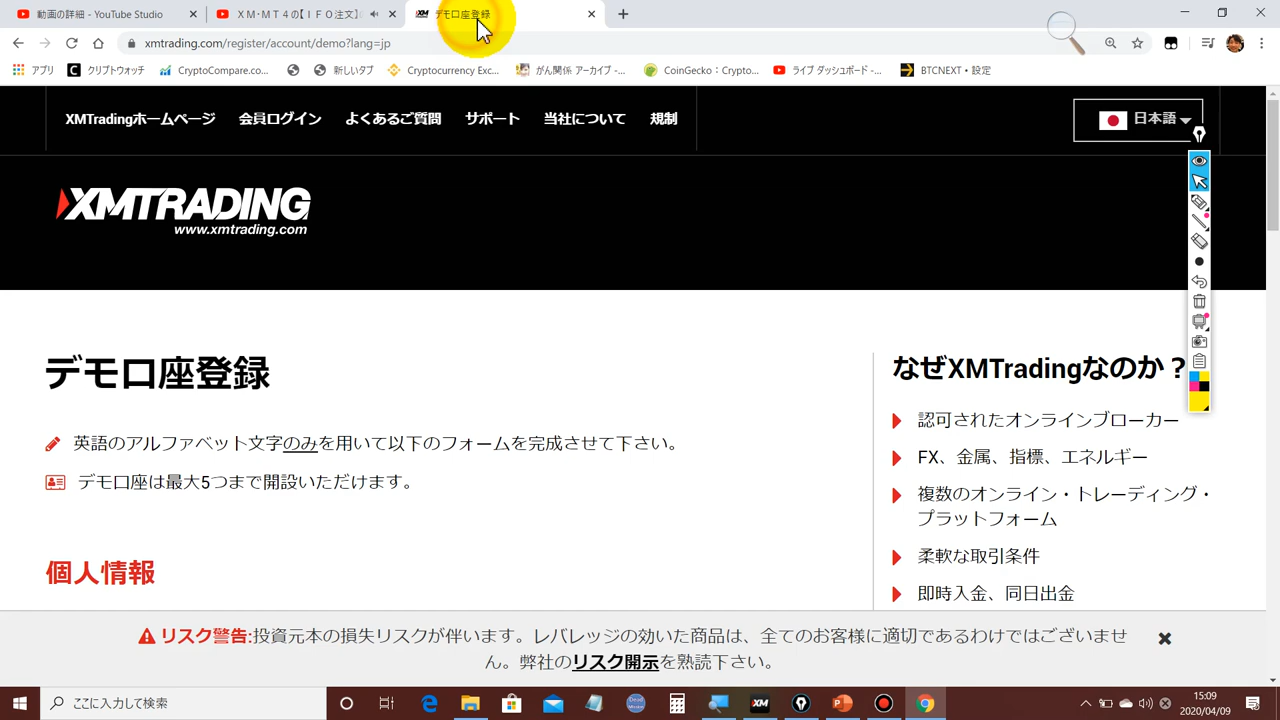 動画の詳細 - YouTube Studio
ＸＭ･ＭＴ４の【ＩＦＯ注文】
デモ口座登録
xmtrading.com/register/account/demo?lang=jp
アプリ
クリプトウォッチ
CryptoCompare.co...
新しいタブ
Cryptocurrency Exc...
がん関係 アーカイブ -...
CoinGecko：Crypto...
ライブ ダッシュボード -...
BTCNEXT・設定
XMTradingホームページ
会員ログイン
よくあるご質問
サポート
当社について
規制
日本語
XMTRADING
www.xmtrading.com
デモ口座登録
英語のアルファベット文字のみを用いて以下のフォームを完成させて下さい。
デモ口座は最大5つまで開設いただけます。
個人情報
なぜXMTradingなのか？
認可されたオンラインブローカー
FX、金属、指標、エネルギー
複数のオンライン・トレーディング・
プラットフォーム
柔軟な取引条件
即時入金、同日出金
リスク警告:投資元本の損失リスクが伴います。レバレッジの効いた商品は、全てのお客様に適切であるわけではございませ
ん。弊社のリスク開示を熟読下さい。
ここに入力して検索
15:09
2020/04/09